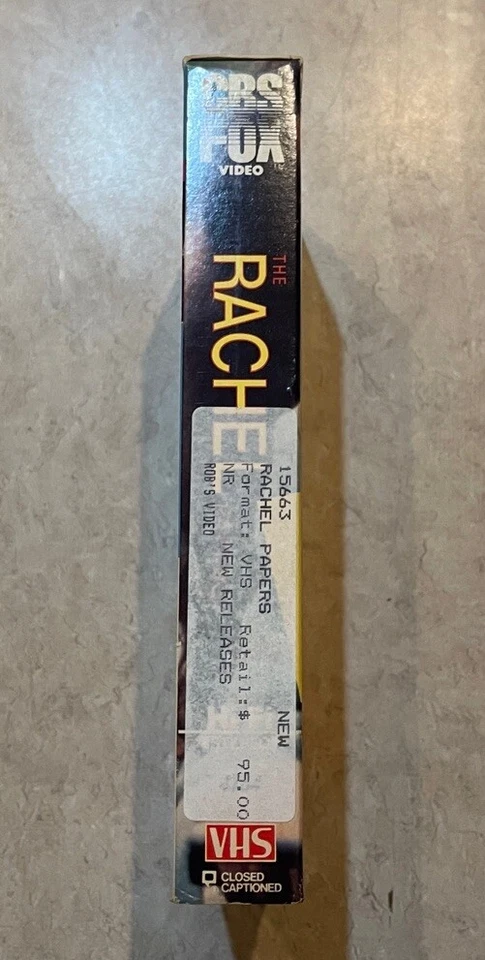 CBS
FOX
VIDEO
THE
RACHE
15663 NEW
RACHEL PAPERS
Format: VHS Retail:$ 95.00
NR NEW RELEASES
ROB'S VIDEO
VHS
CLOSED
CAPTIONED